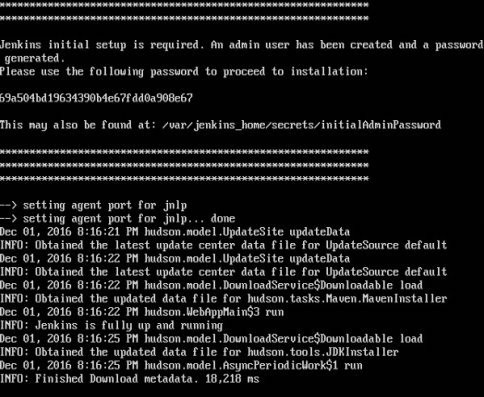 *************************************************************
*************************************************************
Jenkins initial setup is required. An admin user has been created and a password
generated.
Please use the following password to proceed to installation:
69a504bd19634390b4e67fdd0a908e67
This may also be found at: /var/jenkins_home/secrets/initialAdminPassword
*************************************************************
*************************************************************
*************************************************************
--> setting agent port for jnlp
--> setting agent port for jnlp... done
Dec 01, 2016 8:16:21 PM hudson.model.UpdateSite updateData
INFO: Obtained the latest update center data file for UpdateSource default
Dec 01, 2016 8:16:22 PM hudson.model.UpdateSite updateData
INFO: Obtained the latest update center data file for UpdateSource default
Dec 01, 2016 8:16:22 PM hudson.model.DownloadService$Downloadable load
INFO: Obtained the updated data file for hudson.tasks.Maven.MavenInstaller
Dec 01, 2016 8:16:22 PM hudson.WebAppMain$3 run
INFO: Jenkins is fully up and running
Dec 01, 2016 8:16:25 PM hudson.model.DownloadService$Downloadable load
INFO: Obtained the updated data file for hudson.tools.JDKInstaller
Dec 01, 2016 8:16:25 PM hudson.model.AsyncPeriodicWork$1 run
INFO: Finished Download metadata. 18,218 ms